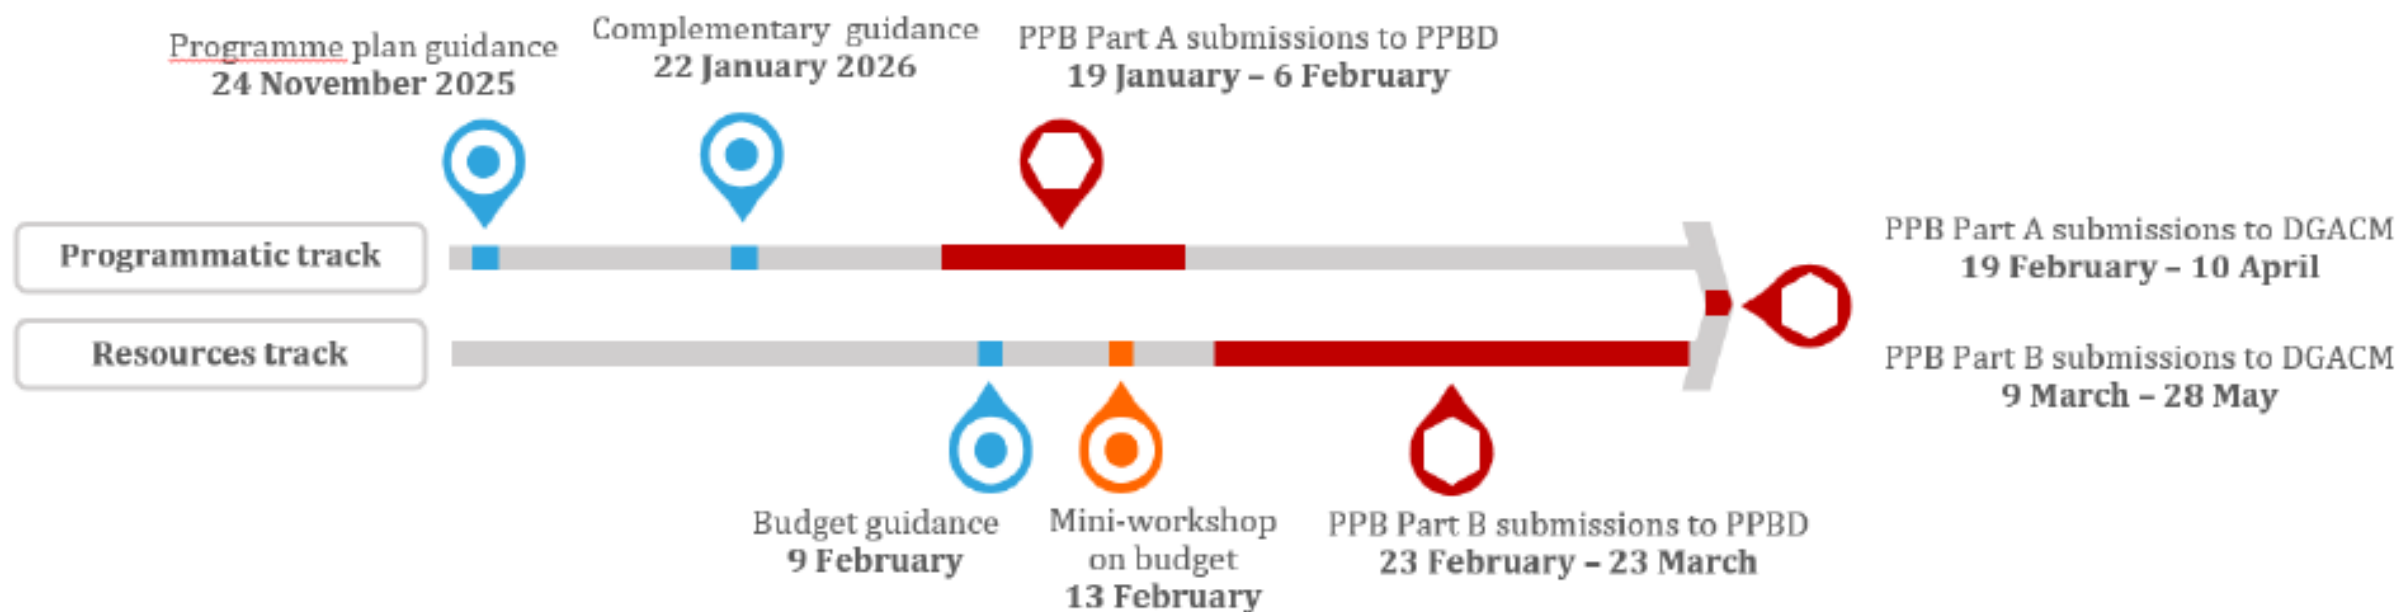 Programme plan guidance
24 November 2025
Complementary guidance
22 January 2026
PPB Part A submissions to PPBD
19 January – 6 February
Programmatic track
Resources track
PPB Part A submissions to DGACM
19 February – 10 April
PPB Part B submissions to DGACM
9 March – 28 May
Budget guidance
9 February
Mini-workshop
on budget
13 February
PPB Part B submissions to PPBD
23 February – 23 March